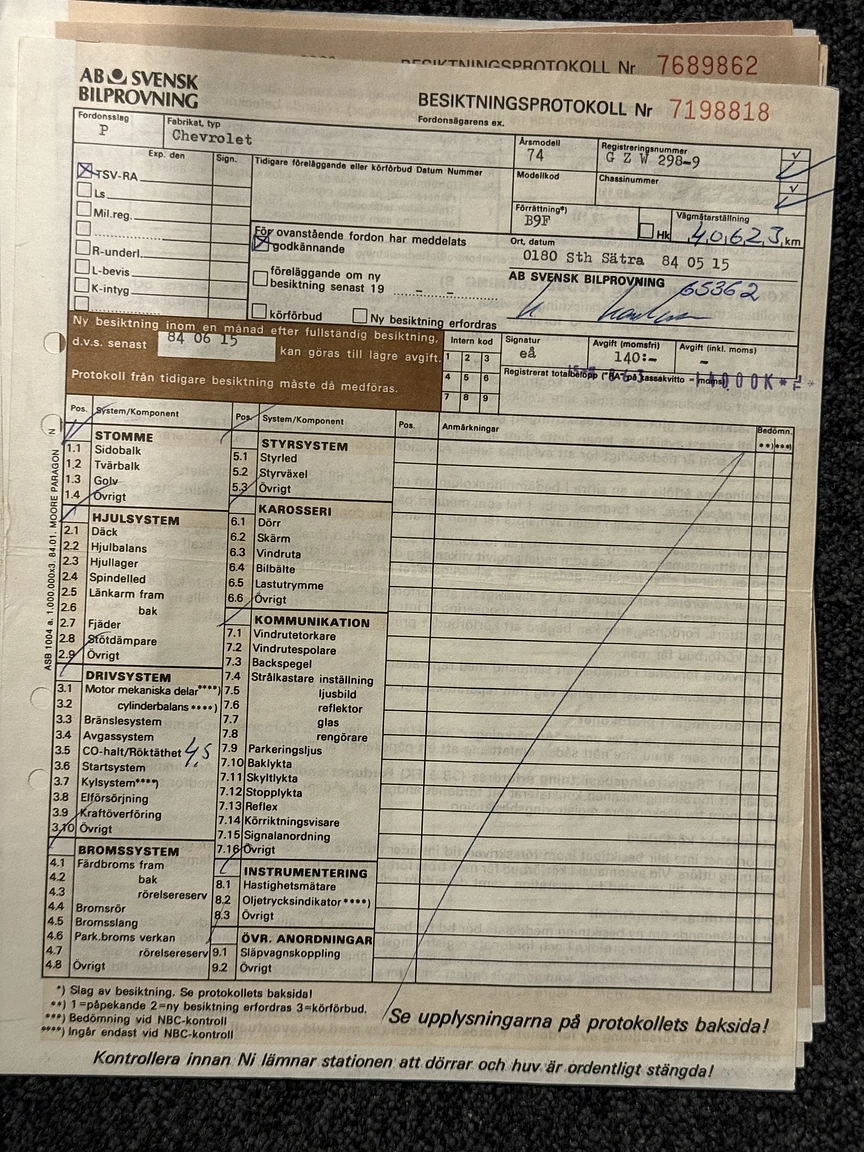 BESIKTNINGSPROTOKOLL Nr 7689862
AB SVENSK
BILPROVNING
BESIKTNINGSPROTOKOLL Nr 7198818
Fordonsägarens ex.
Fordonsslag
P
Fabrikat, typ
Chevrolet
Årsmodell
74
Registreringsnummer
G Z W 298-9
Exp. den
Sign.
Tidigare föreläggande eller körförbud Datum Nummer
Modellkod
Chassinummer
TSV-RA
Ls
Mil.reg.
R-underl.
L-bevis
K-intyg
Förrättning*)
B9F
Hk
Vägmätarställning
40623 km
För ovanstående fordon har meddelats
godkännande
föreläggande om ny
besiktning senast 19
körförbud
Ny besiktning erfordras
Ort, datum
0180 Sth Sätra 84 05 15
AB SVENSK BILPROVNING
65362
Ny besiktning inom en månad efter fullständig besiktning,
d.v.s. senast 84 06 15 kan göras till lägre avgift.
Protokoll från tidigare besiktning måste då medföras.
Intern kod
1 2 3
4 5 6
7 8 9
Signatur
eå
Avgift (momsfri)
140:-
Avgift (inkl. moms)
Registrerat totalbelopp
Pos. System/Komponent
STOMME
1.1 Sidobalk
1.2 Tvärbalk
1.3 Golv
1.4 Övrigt
HJULSYSTEM
2.1 Däck
2.2 Hjulbalans
2.3 Hjullager
2.4 Spindelled
2.5 Länkarm fram
2.6 bak
2.7 Fjäder
2.8 Stötdämpare
2.9 Övrigt
DRIVSYSTEM
3.1 Motor mekaniska delar****)
3.2 cylinderbalans****)
3.3 Bränslesystem
3.4 Avgassystem
3.5 CO-halt/Röktäthet 4,5
3.6 Startsystem
3.7 Kylsystem****)
3.8 Elförsörjning
3.9 Kraftöverföring
3.10 Övrigt
BROMSSYSTEM
4.1 Färdbroms fram
4.2 bak
4.3 rörelsereserv
4.4 Bromsrör
4.5 Bromsslang
4.6 Park.broms verkan
4.7 rörelsereserv
4.8 Övrigt
Pos. System/Komponent
STYRSYSTEM
5.1 Styrled
5.2 Styrväxel
5.3 Övrigt
KAROSSERI
6.1 Dörr
6.2 Skärm
6.3 Vindruta
6.4 Bilbälte
6.5 Lastutrymme
6.6 Övrigt
KOMMUNIKATION
7.1 Vindrutetorkare
7.2 Vindrutespolare
7.3 Backspegel
7.4 Strålkastare inställning
7.5 ljusbild
7.6 reflektor
7.7 glas
7.8 rengörare
7.9 Parkeringsljus
7.10 Baklykta
7.11 Skyltlykta
7.12 Stopplykta
7.13 Reflex
7.14 Körriktningsvisare
7.15 Signalanordning
7.16 Övrigt
INSTRUMENTERING
8.1 Hastighetsmätare
8.2 Oljetrycksindikator****)
8.3 Övrigt
ÖVR. ANORDNINGAR
9.1 Släpvagnskoppling
9.2 Övrigt
Pos. Anmärkningar
Bedömn.
**) ***)
ASB 1004 a. 1.000.000x3. 84.01. MOORE PARAGON N
*) Slag av besiktning. Se protokollets baksida!
**) 1=påpekande 2=ny besiktning erfordras 3=körförbud.
***) Bedömning vid NBC-kontroll
****) Ingår endast vid NBC-kontroll
Se upplysningarna på protokollets baksida!
Kontrollera innan Ni lämnar stationen att dörrar och huv är ordentligt stängda!